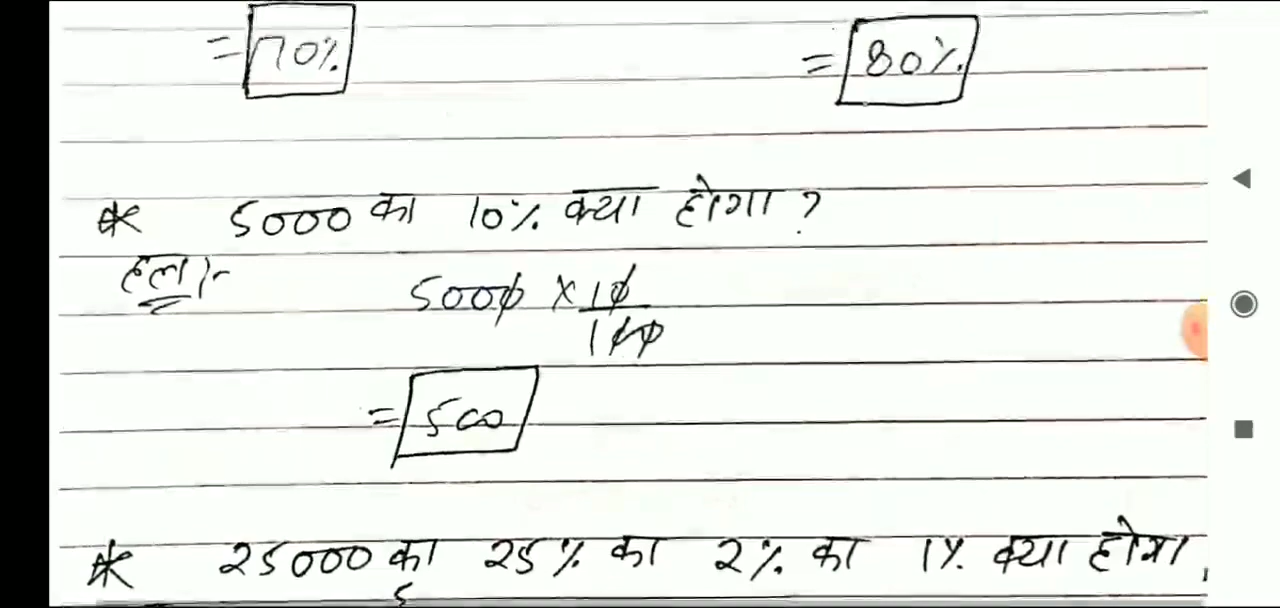 = 70% = 80%
* 5000 का 10% क्या होगा ?
हल :-
5000 × 10
100
= 500
* 25000 का 25% का 2% का 1% क्या होगा